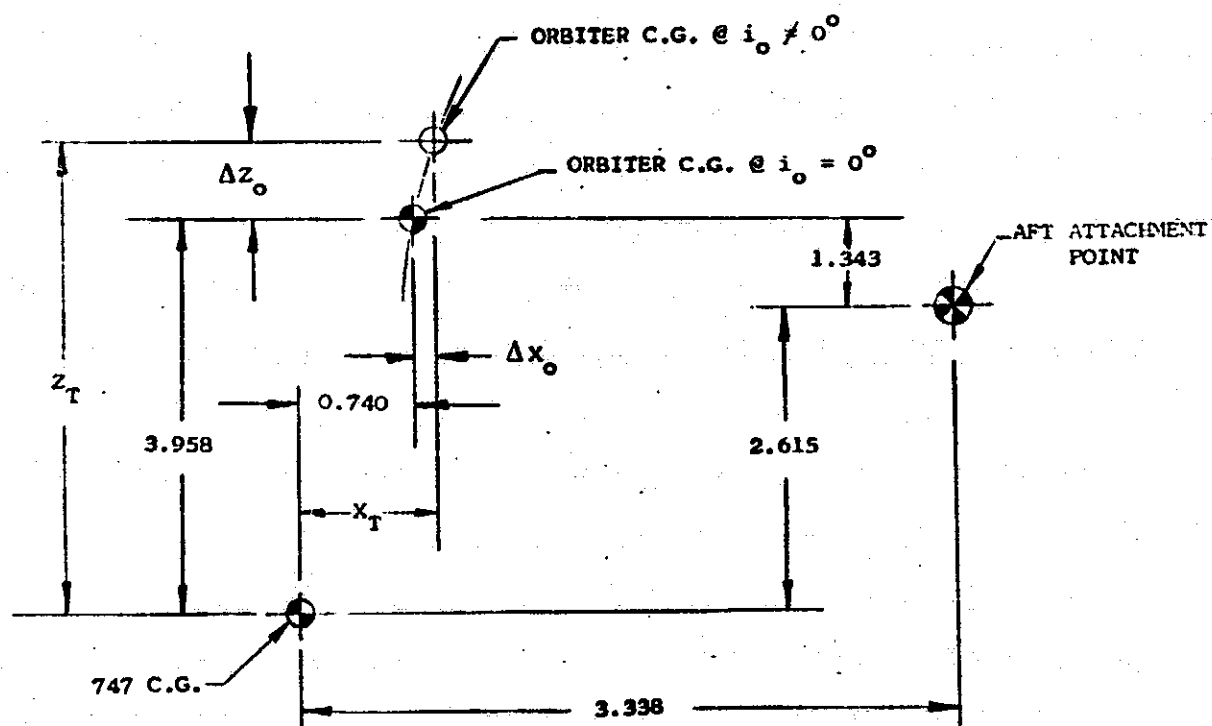 ORBITER C.G. @ i_o ≠ 0°
ORBITER C.G. @ i_o = 0°
Δz_o
AFT ATTACHMENT
POINT
1.343
Δx_o
z_T
0.740
3.958
2.615
X_T
747 C.G.
3.338